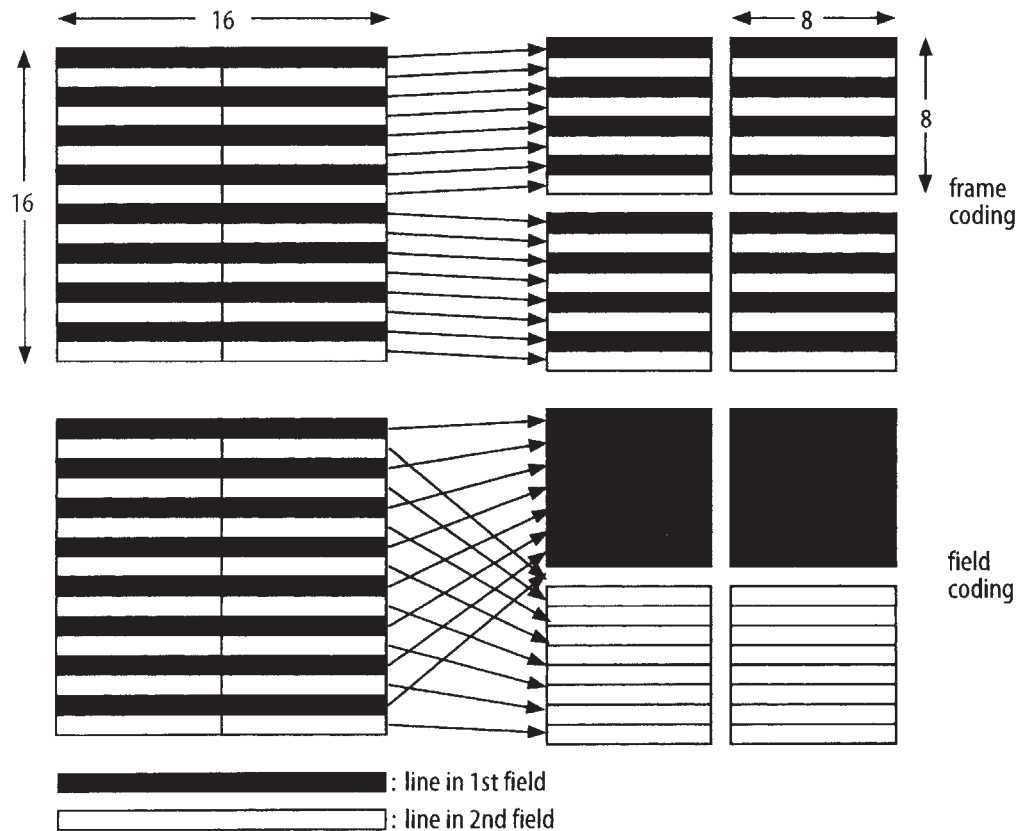 16
8
16
8
frame
coding
field
coding
: line in 1st field
: line in 2nd field